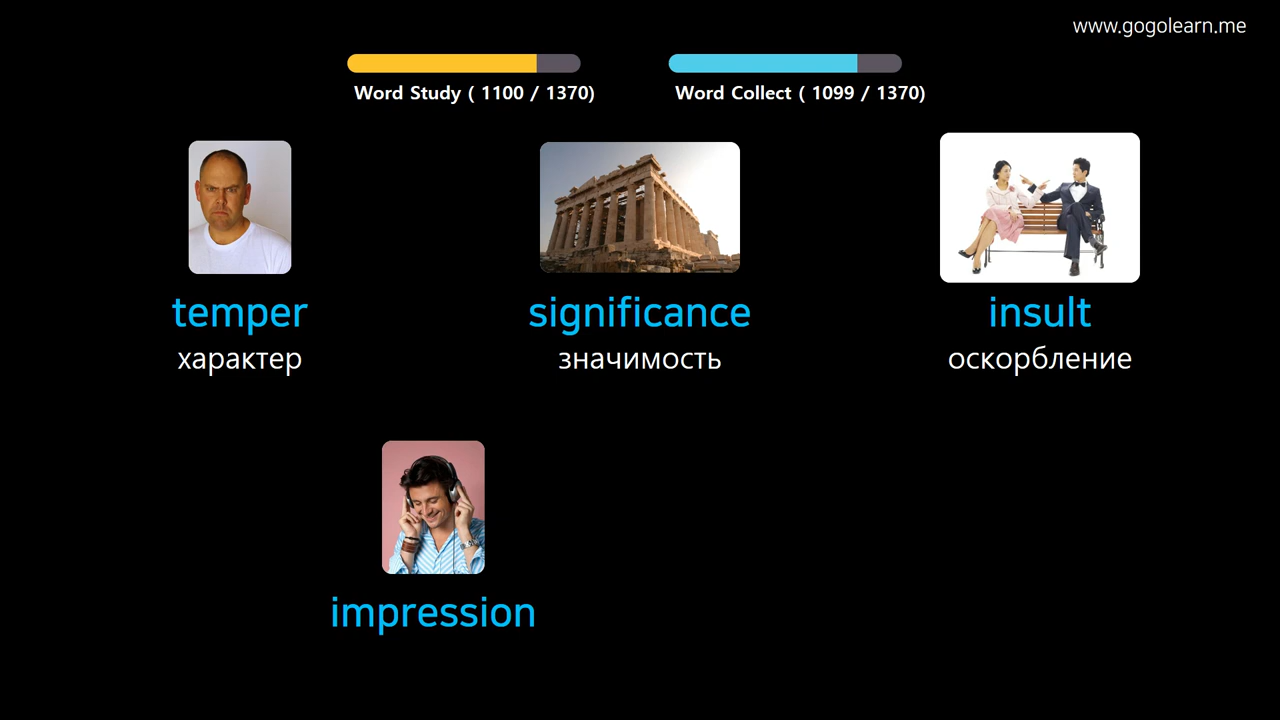 www.gogolearn.me
Word Study ( 1100 / 1370)
Word Collect ( 1099 / 1370)
temper
significance
insult
характер
значимость
оскорбление
impression